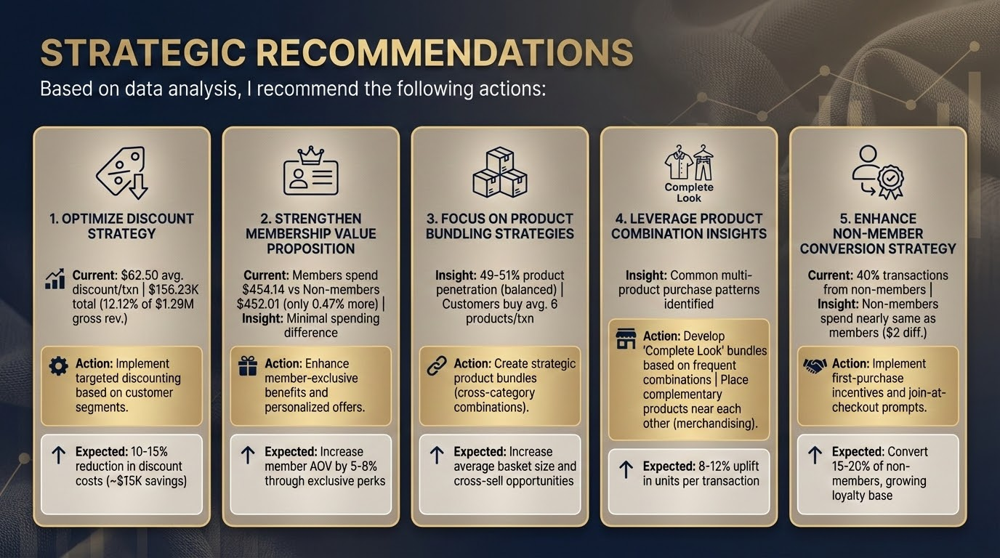 STRATEGIC RECOMMENDATIONS
Based on data analysis, I recommend the following actions:
1. OPTIMIZE DISCOUNT
STRATEGY
Current: $62.50 avg.
discount/txn | $156.23K
total (12.12% of $1.29M
gross rev.)
Action: Implement
targeted discounting
based on customer
segments.
Expected: 10-15%
reduction in discount
costs (~$15K savings)
2. STRENGTHEN
MEMBERSHIP VALUE
PROPOSITION
Current: Members spend
$454.14 vs Non-members
$452.01 (only 0.47% more) |
Insight: Minimal spending
difference
Action: Enhance
member-exclusive
benefits and
personalized offers.
Expected: Increase
member AOV by 5-8%
through exclusive perks
3. FOCUS ON PRODUCT
BUNDLING STRATEGIES
Insight: 49-51% product
penetration (balanced) |
Customers buy avg. 6
products/txn
Action: Create strategic
product bundles
(cross-category
combinations).
Expected: Increase
average basket size and
cross-sell opportunities
Complete
Look
4. LEVERAGE PRODUCT
COMBINATION INSIGHTS
Insight: Common multi-
product purchase patterns
identified
Action: Develop
'Complete Look' bundles
based on frequent
combinations | Place
complementary
products near each
other (merchandising).
Expected: 8-12% uplift
in units per transaction
5. ENHANCE
NON-MEMBER
CONVERSION STRATEGY
Current: 40% transactions
from non-members |
Insight: Non-members
spend nearly same as
members ($2 diff.)
Action: Implement
first-purchase
incentives and join-at-
checkout prompts.
Expected: Convert
15-20% of non-
members, growing
loyalty base